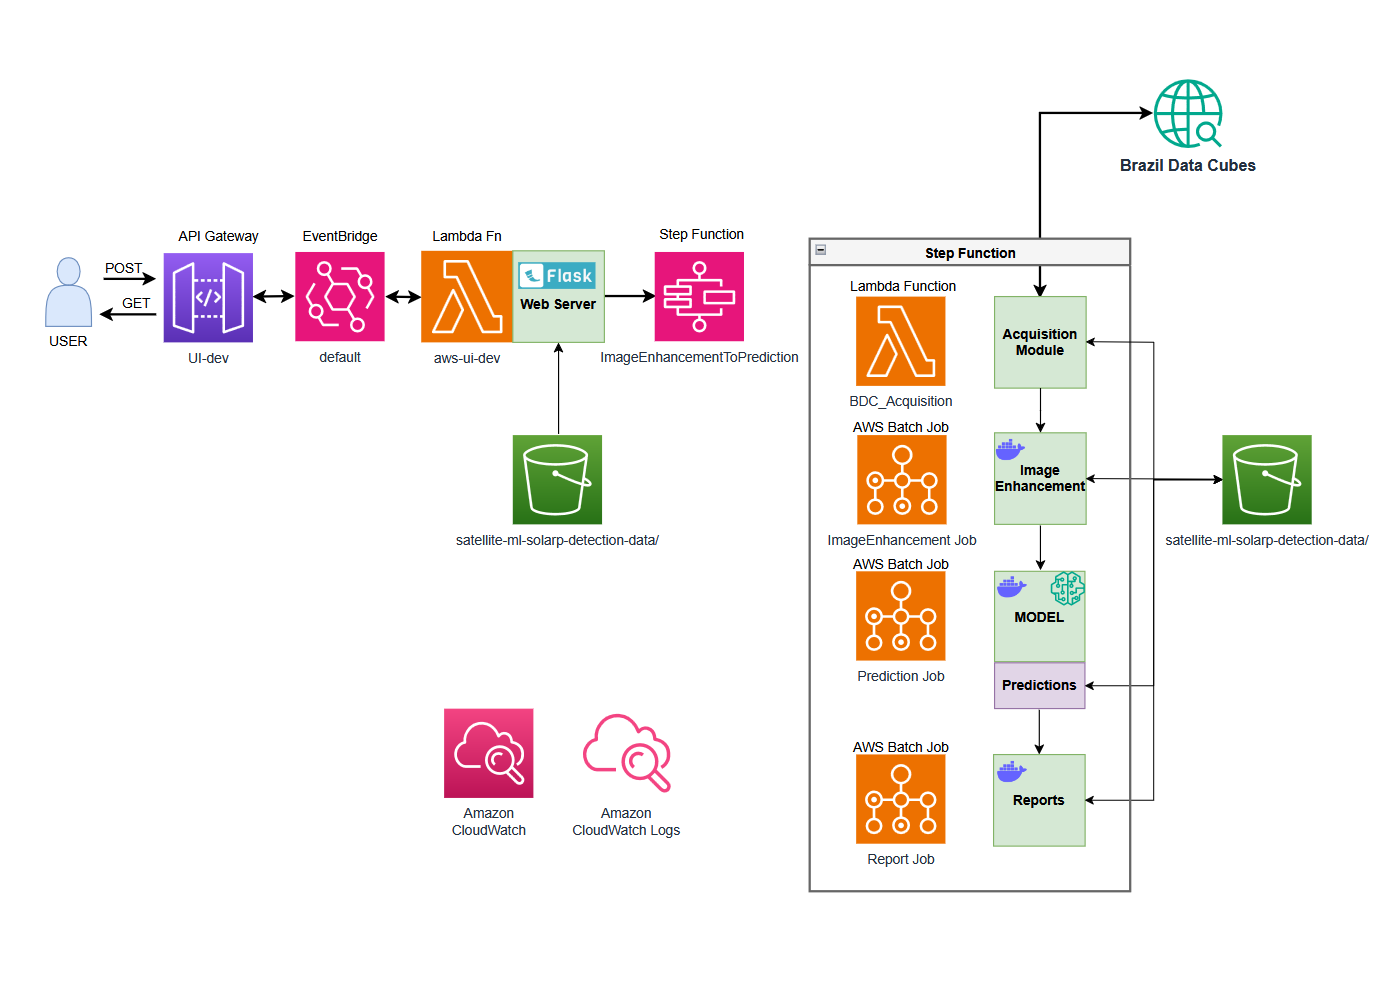 Brazil Data Cubes
API Gateway
EventBridge
Lambda Fn
Step Function
POST
GET
USER
UI-dev
default
Flask
Web Server
aws-ui-dev
ImageEnhancementToPrediction
satellite-ml-solarp-detection-data/
Step Function
Lambda Function
BDC_Acquisition
Acquisition
Module
AWS Batch Job
ImageEnhancement Job
Image
Enhancement
AWS Batch Job
Prediction Job
MODEL
Predictions
AWS Batch Job
Report Job
Reports
satellite-ml-solarp-detection-data/
Amazon
CloudWatch
Amazon
CloudWatch Logs